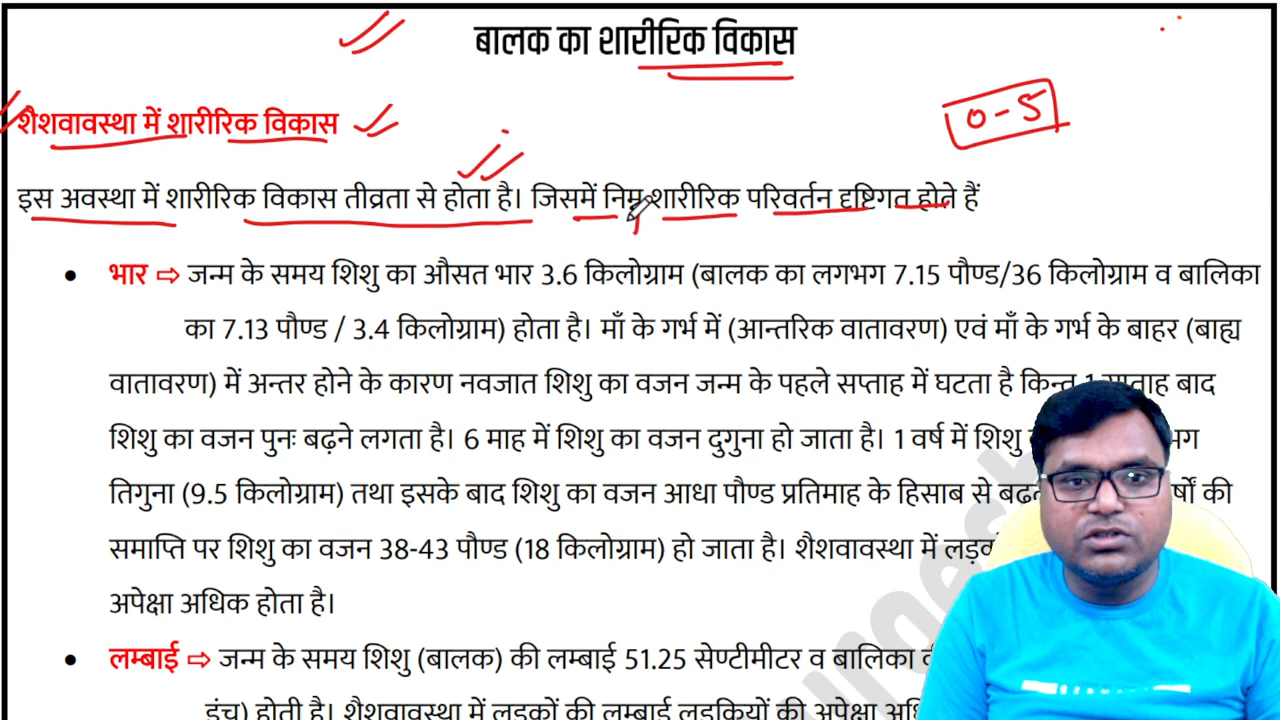 बालक का शारीरिक विकास
0-5
शैशवावस्था में शारीरिक विकास
इस अवस्था में शारीरिक विकास तीव्रता से होता है। जिसमें निम्न शारीरिक परिवर्तन दृष्टिगत होते हैं
• भार ⇨ जन्म के समय शिशु का औसत भार 3.6 किलोग्राम (बालक का लगभग 7.15 पौण्ड/36 किलोग्राम व बालिका
का 7.13 पौण्ड / 3.4 किलोग्राम) होता है। माँ के गर्भ में (आन्तरिक वातावरण) एवं माँ के गर्भ के बाहर (बाह्य
वातावरण) में अन्तर होने के कारण नवजात शिशु का वजन जन्म के पहले सप्ताह में घटता है किन्तु 1 सप्ताह बाद
शिशु का वजन पुनः बढ़ने लगता है। 6 माह में शिशु का वजन दुगुना हो जाता है। 1 वर्ष में शिशु
तिगुना (9.5 किलोग्राम) तथा इसके बाद शिशु का वजन आधा पौण्ड प्रतिमाह के हिसाब से की
समाप्ति पर शिशु का वजन 38-43 पौण्ड (18 किलोग्राम) हो जाता है। शैशवावस्था में
अपेक्षा अधिक होता है।
• लम्बाई ⇨ जन्म के समय शिशु (बालक) की लम्बाई 51.25 सेण्टीमीटर व बालिका
इंच) होती है। शैशवावस्था में लड़कों की लम्बाई लड़कियों की अपेक्षा